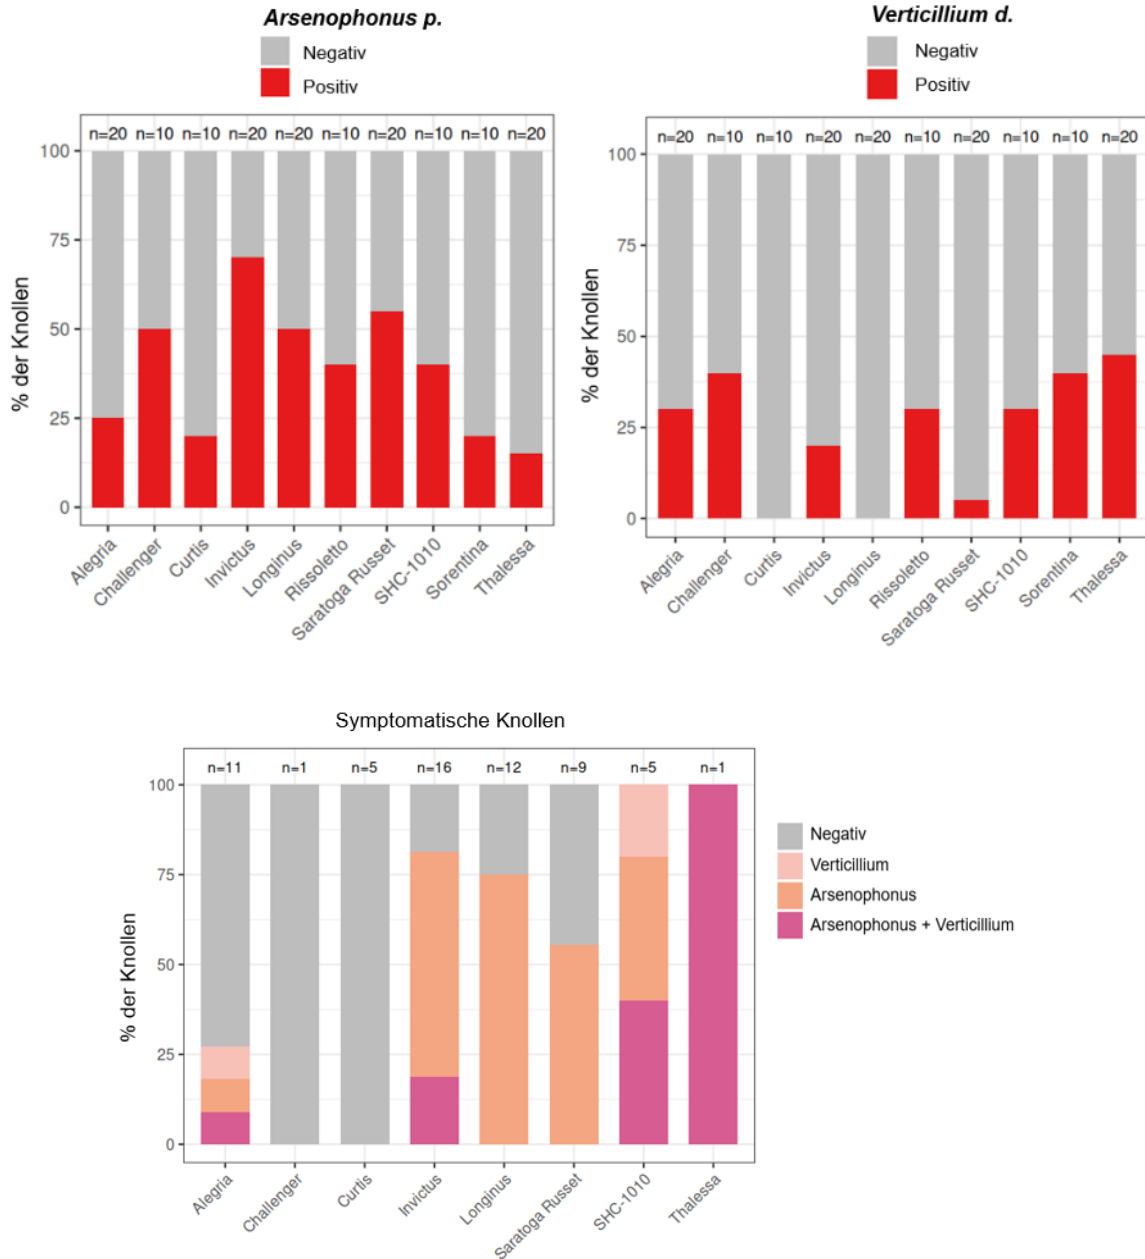 Arsenophonus p.
Negativ
Positiv
n=20 n=10 n=10 n=20 n=20 n=10 n=20 n=10 n=10 n=20
100
75
50
25
0
% der Knollen
Alegria
Challenger
Curtis
Invictus
Longinus
Rissoletto
Saratoga Russet
SHC-1010
Sorentina
Thalessa
Verticillium d.
Negativ
Positiv
n=20 n=10 n=10 n=20 n=20 n=10 n=20 n=10 n=10 n=20
100
75
50
25
0
% der Knollen
Alegria
Challenger
Curtis
Invictus
Longinus
Rissoletto
Saratoga Russet
SHC-1010
Sorentina
Thalessa
Symptomatische Knollen
n=11 n=1 n=5 n=16 n=12 n=9 n=5 n=1
100
75
50
25
0
% der Knollen
Alegria
Challenger
Curtis
Invictus
Longinus
Saratoga Russet
SHC-1010
Thalessa
Negativ
Verticillium
Arsenophonus
Arsenophonus + Verticillium